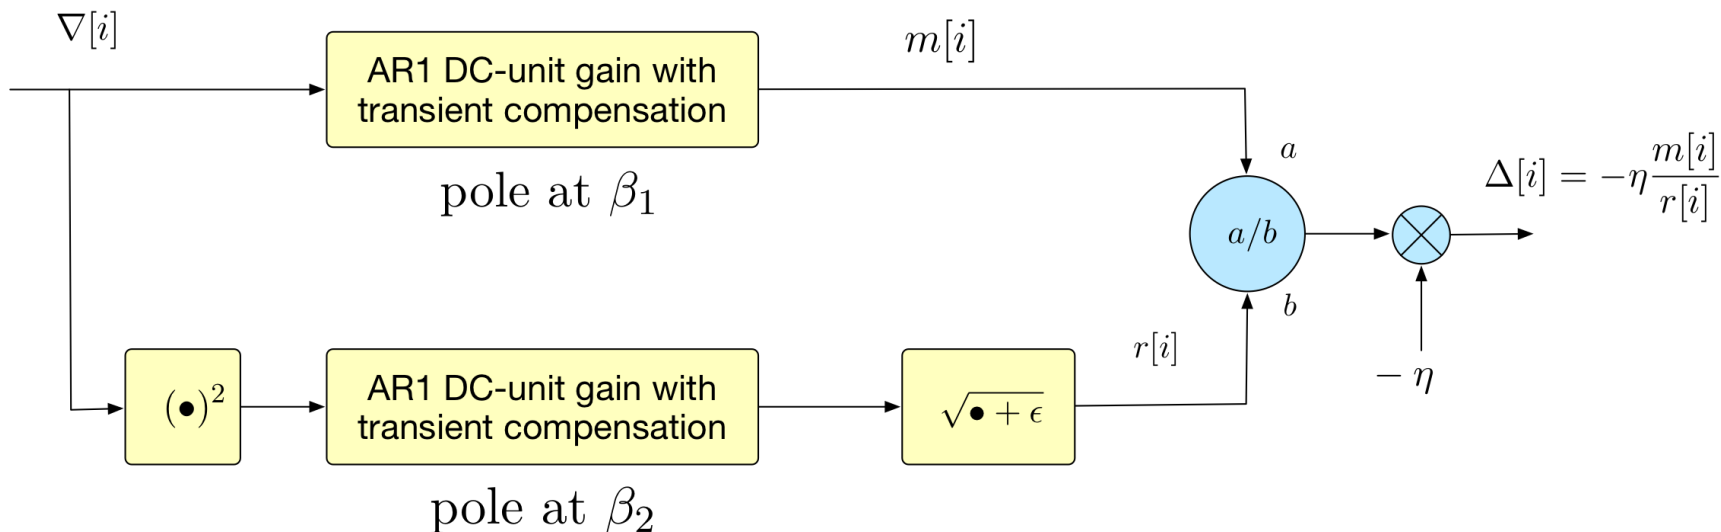 ∇[i]
AR1 DC-unit gain with
transient compensation
pole at β₁
m[i]
a
a/b
b
Δ[i] = −η m[i]/r[i]
− η
(•)²
AR1 DC-unit gain with
transient compensation
pole at β₂
√(• + ϵ)
r[i]